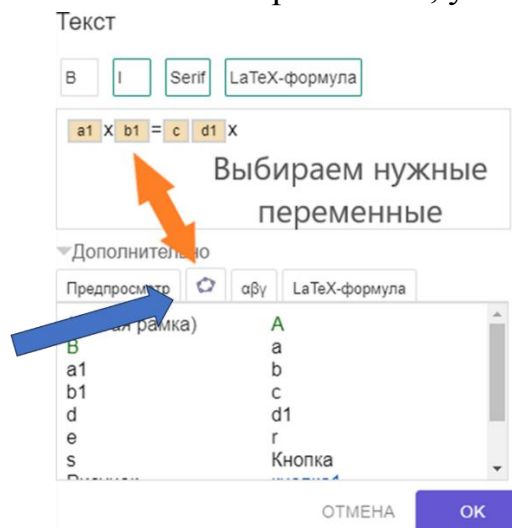 Текст
B I Serif LaTeX-формула
a1 x b1 = c d1 x
Выбираем нужные
переменные
Дополнительно
Предпросмотр αβγ LaTeX-формула
рамка) A
B a
a1 b
b1 c
d d1
e r
s Кнопка
ОТМЕНА OK